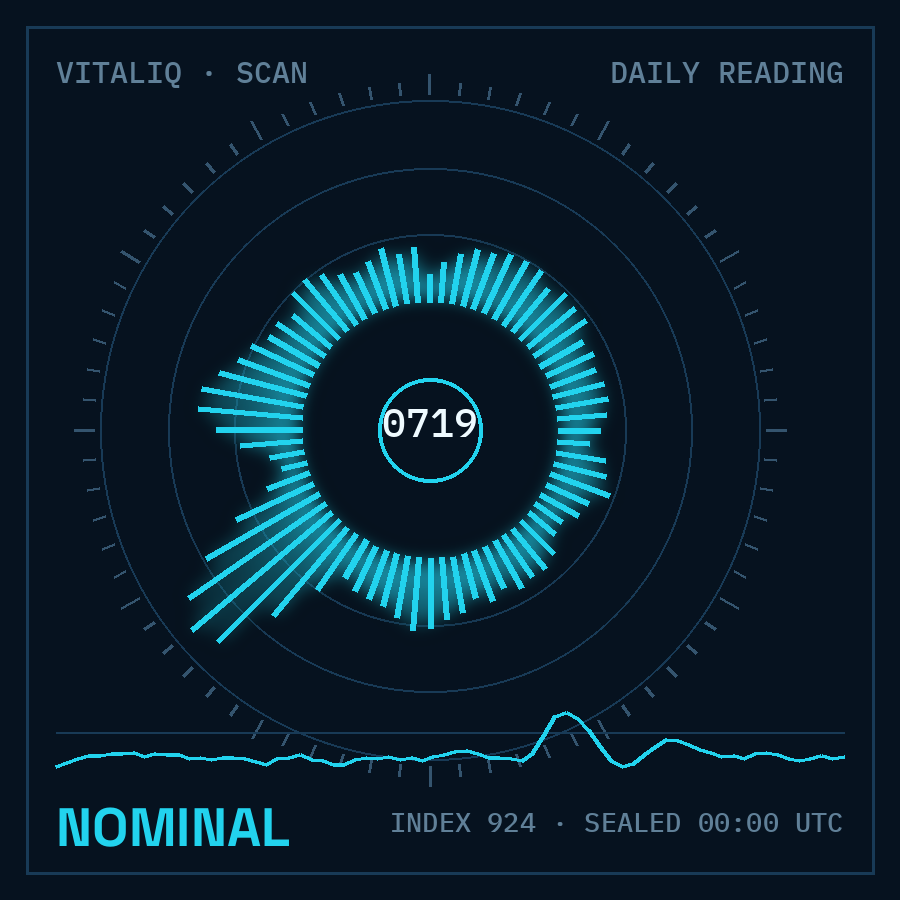 VITALIQ · SCAN
DAILY READING
0719
NOMINAL
INDEX 924 · SEALED 00:00 UTC